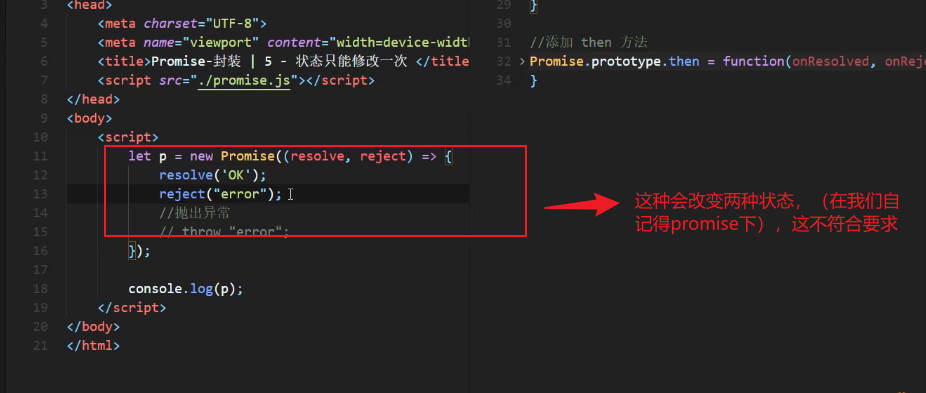 3 <head>
4 <meta charset="UTF-8">
5 <meta name="viewport" content="width=device-widt
6 <title>Promise-封装 | 5 - 状态只能修改一次 </title
7 <script src="./promise.js"></script>
8 </head>
9 <body>
10 <script>
11 let p = new Promise((resolve, reject) => {
12 resolve('OK');
13 reject("error");
14 //抛出异常
15 // throw "error";
16 });
17
18 console.log(p);
19 </script>
20 </body>
21 </html>
29 }
30
31 //添加 then 方法
32 Promise.prototype.then = function(onResolved, onRej
34 }
这种会改变两种状态，（在我们自
记得promise下），这不符合要求